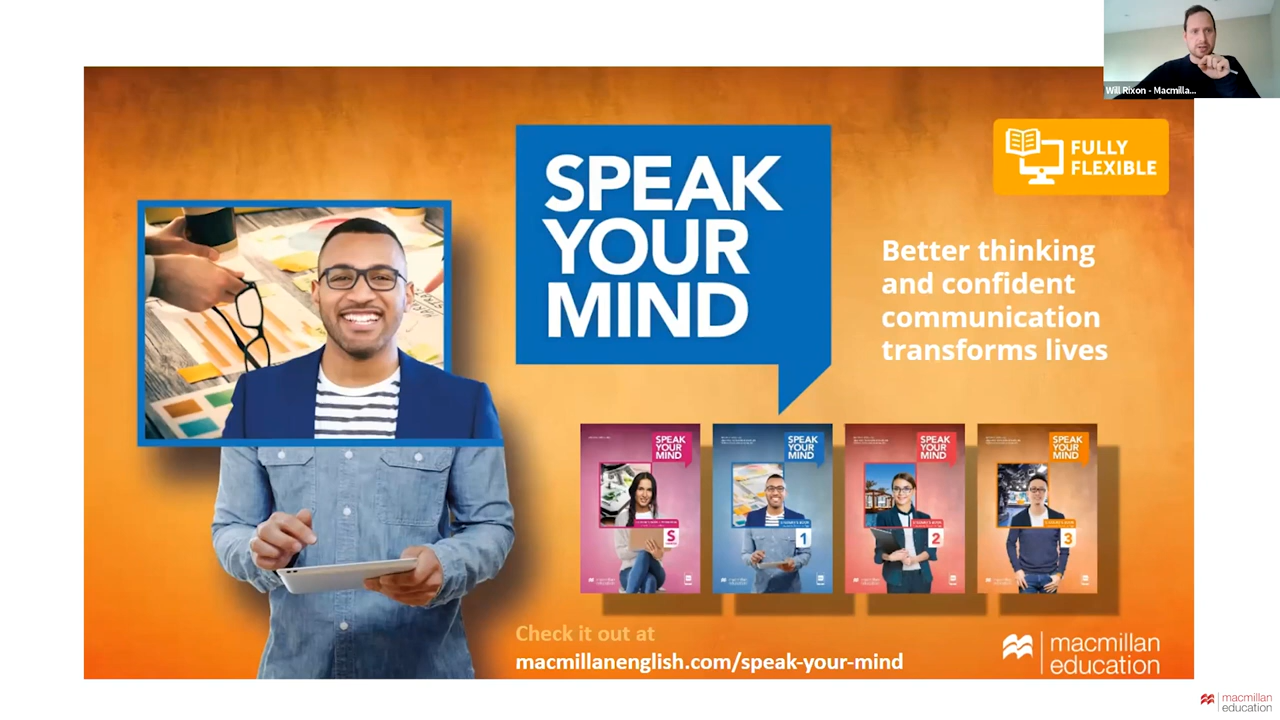 Will Rixon - Macmilla...
FULLY
FLEXIBLE
SPEAK
YOUR
MIND
Better thinking
and confident
communication
transforms lives
SPEAK
YOUR
MIND
S
SPEAK
YOUR
MIND
1
SPEAK
YOUR
MIND
2
SPEAK
YOUR
MIND
3
Check it out at
macmillanenglish.com/speak-your-mind
macmillan
education
macmillan
education